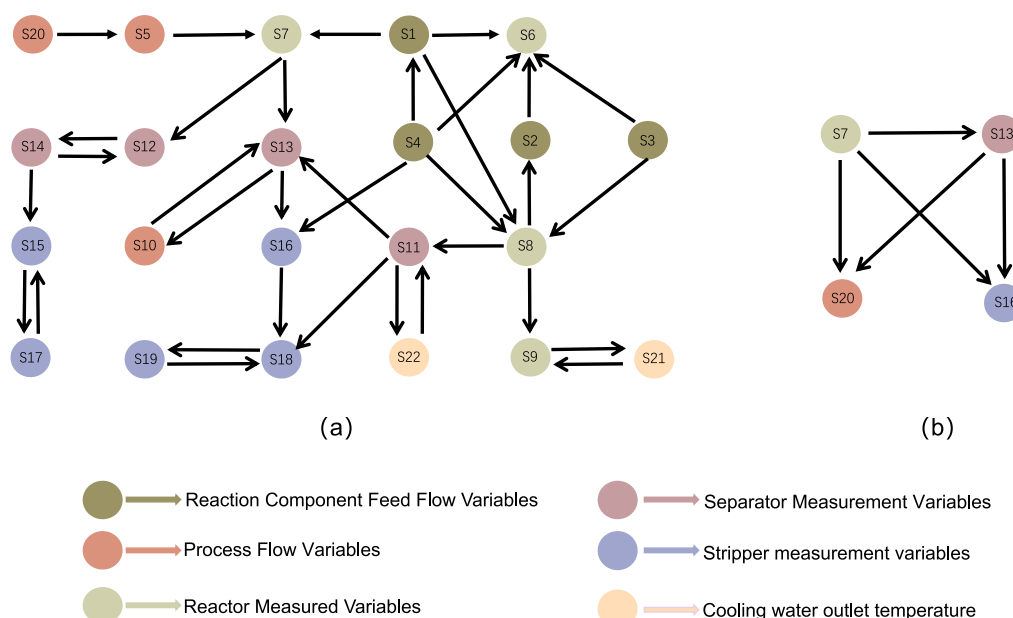 S20 S5 S7 S1 S6
S14 S12 S13 S4 S2 S3 S7 S13
S15 S10 S16 S11 S8
S20 S16
S17 S19 S18 S22 S9 S21
(a) (b)
Reaction Component Feed Flow Variables Separator Measurement Variables
Process Flow Variables Stripper measurement variables
Reactor Measured Variables Cooling water outlet temperature